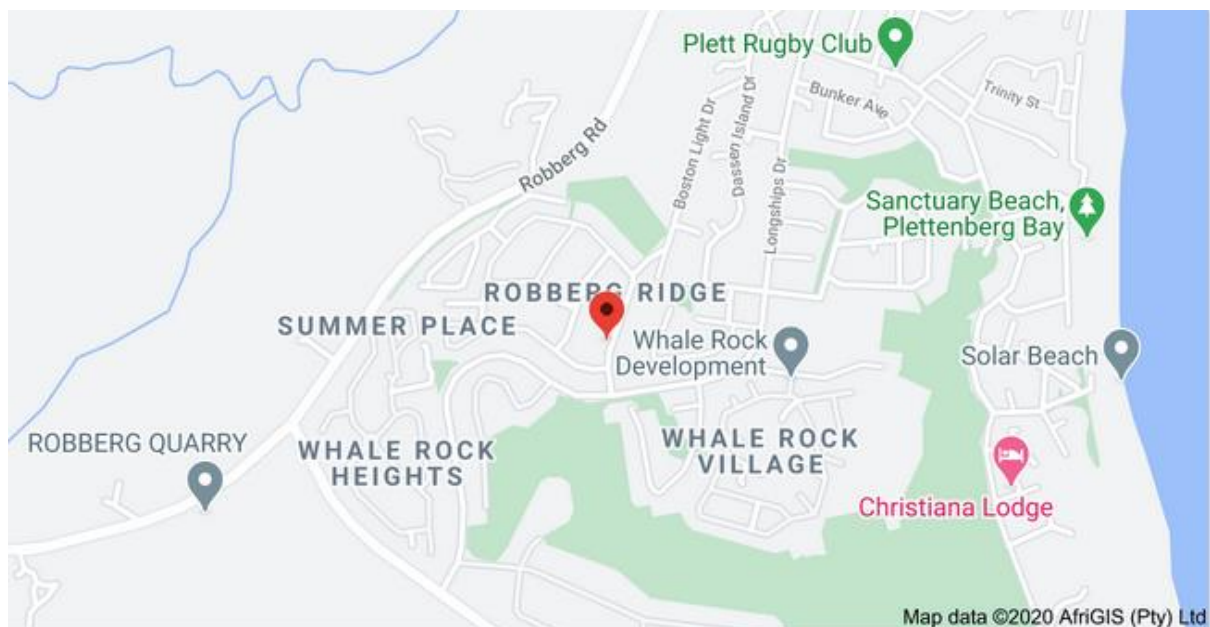 Plett Rugby Club
Bunker Ave
Trinity St
Robberg Rd
Boston Light Dr
Dassen Island Dr
Longships Dr
Sanctuary Beach,
Plettenberg Bay
ROBBERG RIDGE
SUMMER PLACE
Whale Rock
Development
Solar Beach
ROBBERG QUARRY
WHALE ROCK
HEIGHTS
WHALE ROCK
VILLAGE
Christiana Lodge
Map data ©2020 AfriGIS (Pty) Ltd